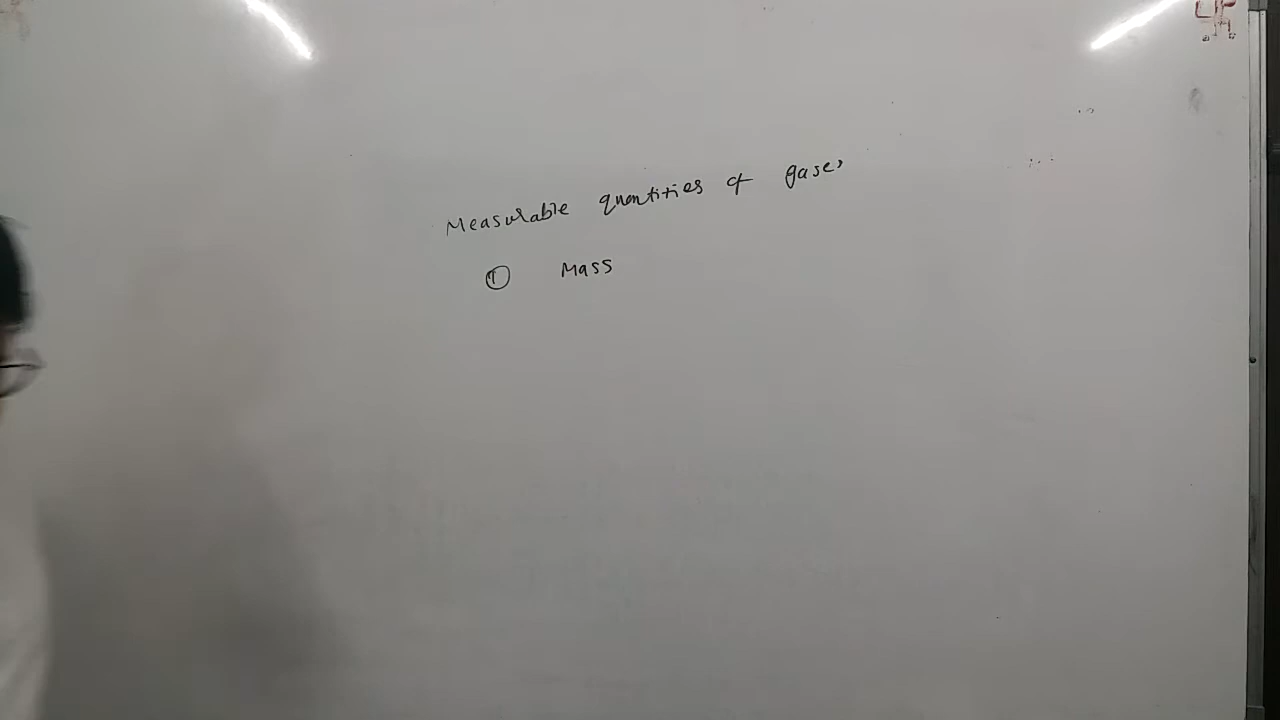 Measurable quantities of gases
① Mass